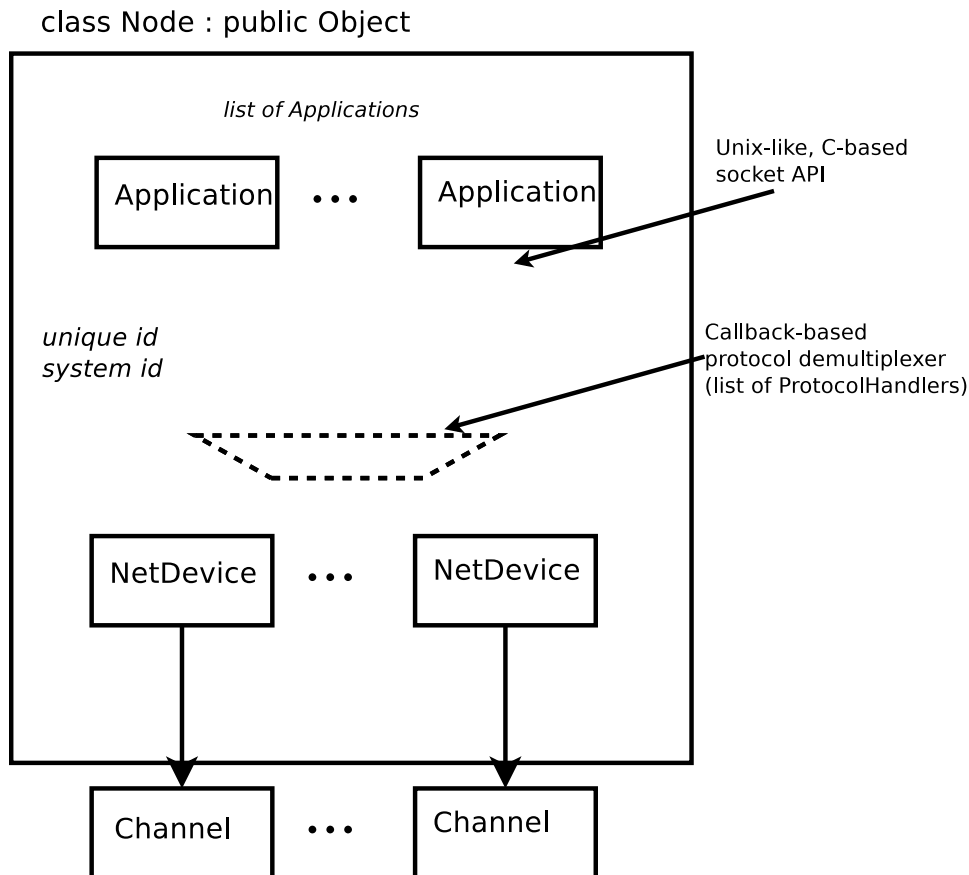 class Node : public Object
list of Applications
Application ... Application
Unix-like, C-based
socket API
unique id
system id
Callback-based
protocol demultiplexer
(list of ProtocolHandlers)
NetDevice ... NetDevice
Channel ... Channel